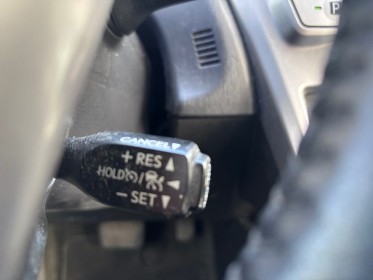 CANCEL
+ RES
HOLD /
- SET
P